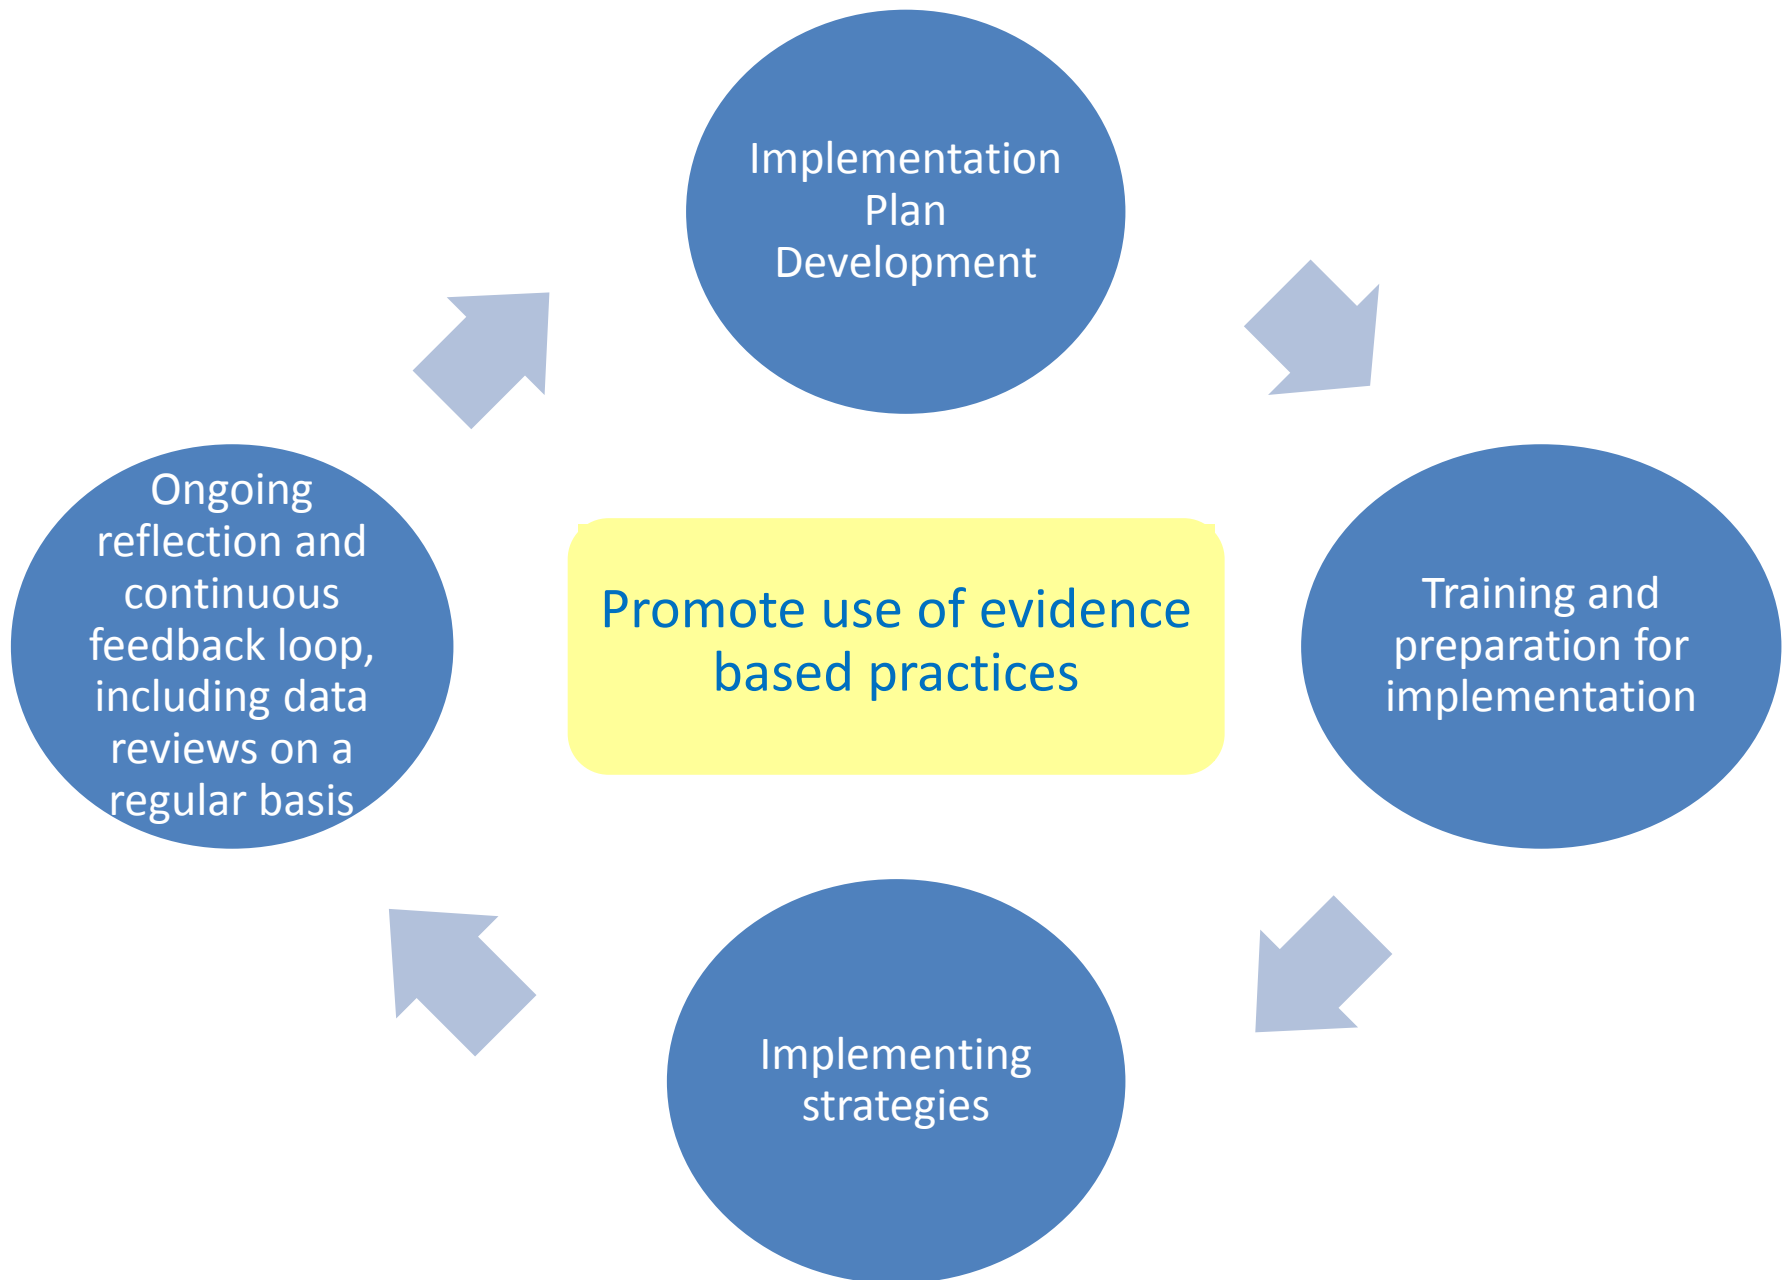 Implementation
Plan
Development
Training and
preparation for
implementation
Implementing
strategies
Ongoing
reflection and
continuous
feedback loop,
including data
reviews on a
regular basis
Promote use of evidence
based practices